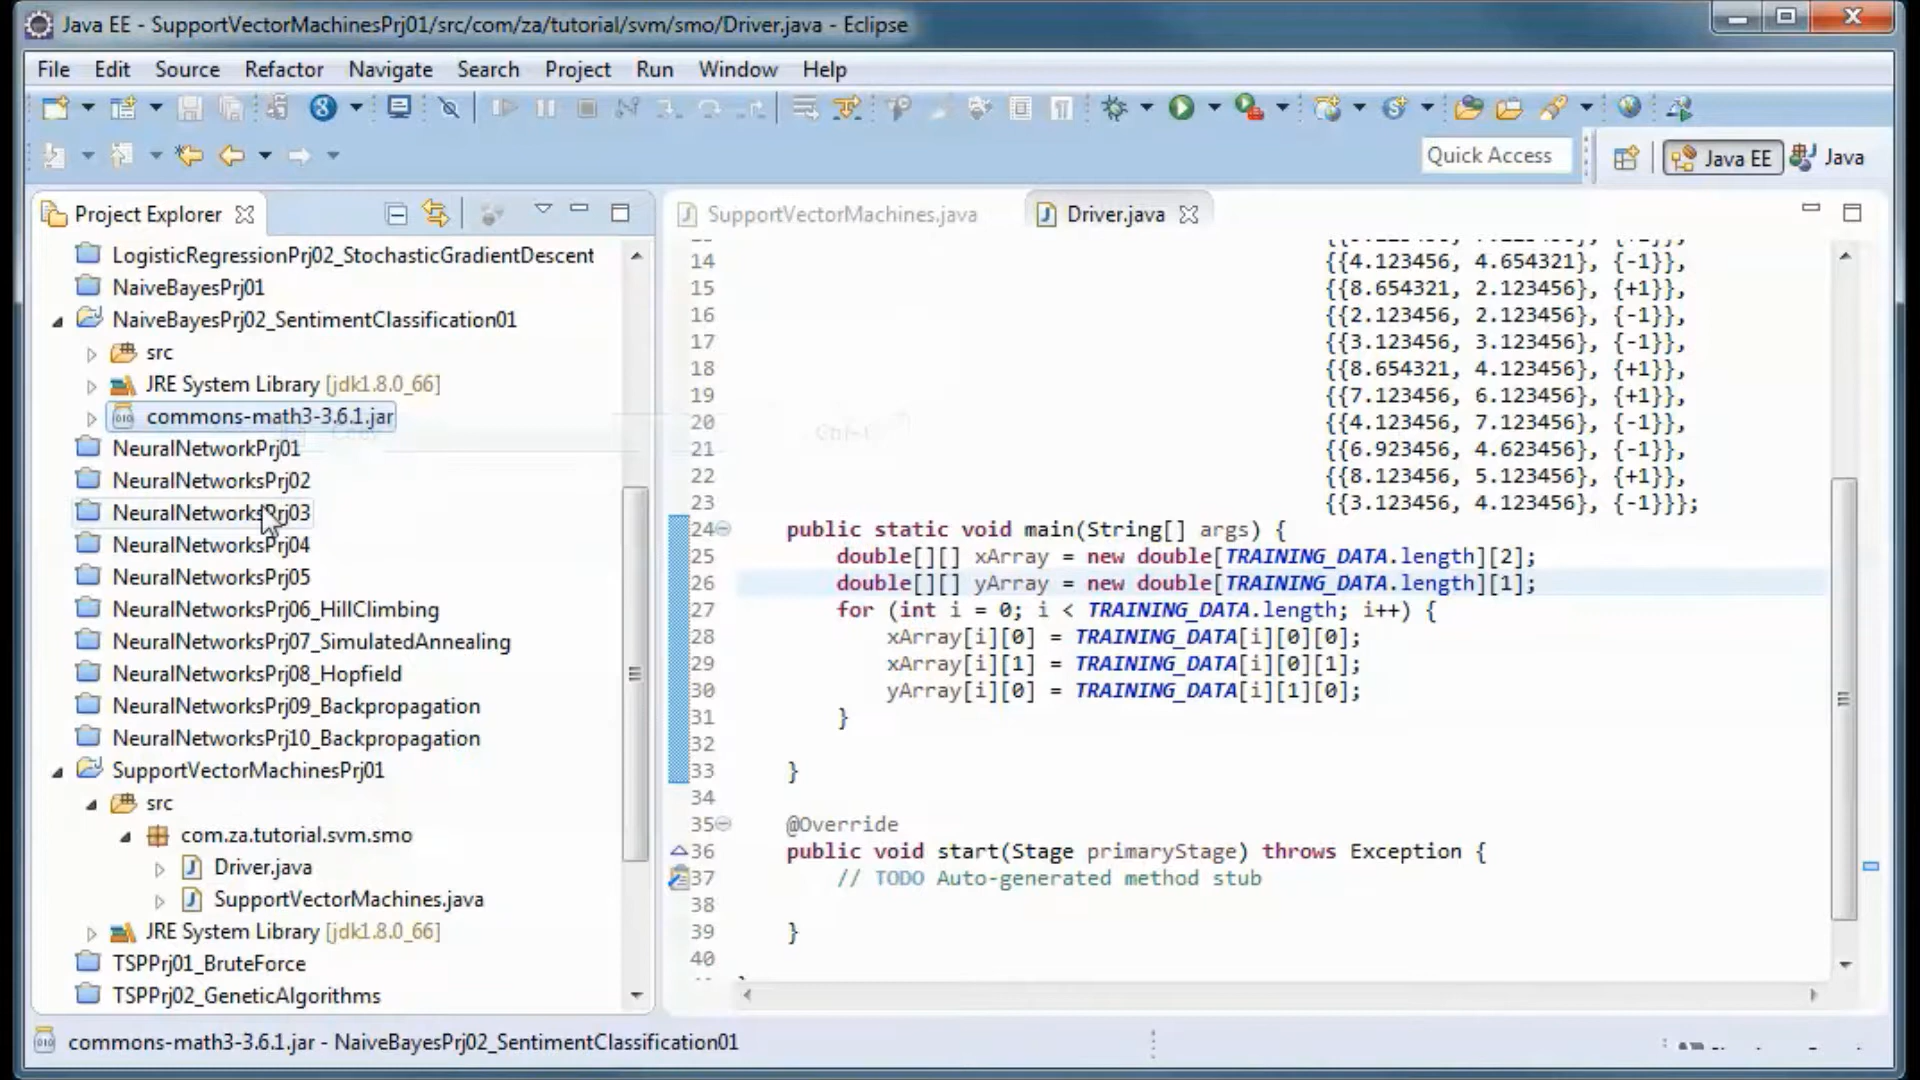 Java EE - SupportVectorMachinesPrj01/src/com/za/tutorial/svm/smo/Driver.java - Eclipse
File Edit Source Refactor Navigate Search Project Run Window Help
Quick Access
Java EE
Java
Project Explorer
LogisticRegressionPrj02_StochasticGradientDescent
NaiveBayesPrj01
NaiveBayesPrj02_SentimentClassification01
src
JRE System Library [jdk1.8.0_66]
commons-math3-3.6.1.jar
NeuralNetworkPrj01
NeuralNetworksPrj02
NeuralNetworksPrj03
NeuralNetworksPrj04
NeuralNetworksPrj05
NeuralNetworksPrj06_HillClimbing
NeuralNetworksPrj07_SimulatedAnnealing
NeuralNetworksPrj08_Hopfield
NeuralNetworksPrj09_Backpropagation
NeuralNetworksPrj10_Backpropagation
SupportVectorMachinesPrj01
src
com.za.tutorial.svm.smo
Driver.java
SupportVectorMachines.java
JRE System Library [jdk1.8.0_66]
TSPPrj01_BruteForce
TSPPrj02_GeneticAlgorithms
SupportVectorMachines.java
Driver.java
14 {{4.123456, 4.654321}, {-1}},
15 {{8.654321, 2.123456}, {+1}},
16 {{2.123456, 2.123456}, {-1}},
17 {{3.123456, 3.123456}, {-1}},
18 {{8.654321, 4.123456}, {+1}},
19 {{7.123456, 6.123456}, {+1}},
20 {{4.123456, 7.123456}, {-1}},
21 {{6.923456, 4.623456}, {-1}},
22 {{8.123456, 5.123456}, {+1}},
23 {{3.123456, 4.123456}, {-1}}};
24 public static void main(String[] args) {
25 double[][] xArray = new double[TRAINING_DATA.length][2];
26 double[][] yArray = new double[TRAINING_DATA.length][1];
27 for (int i = 0; i < TRAINING_DATA.length; i++) {
28 xArray[i][0] = TRAINING_DATA[i][0][0];
29 xArray[i][1] = TRAINING_DATA[i][0][1];
30 yArray[i][0] = TRAINING_DATA[i][1][0];
31 }
32
33 }
34
35 @Override
36 public void start(Stage primaryStage) throws Exception {
37 // TODO Auto-generated method stub
38
39 }
40
commons-math3-3.6.1.jar - NaiveBayesPrj02_SentimentClassification01